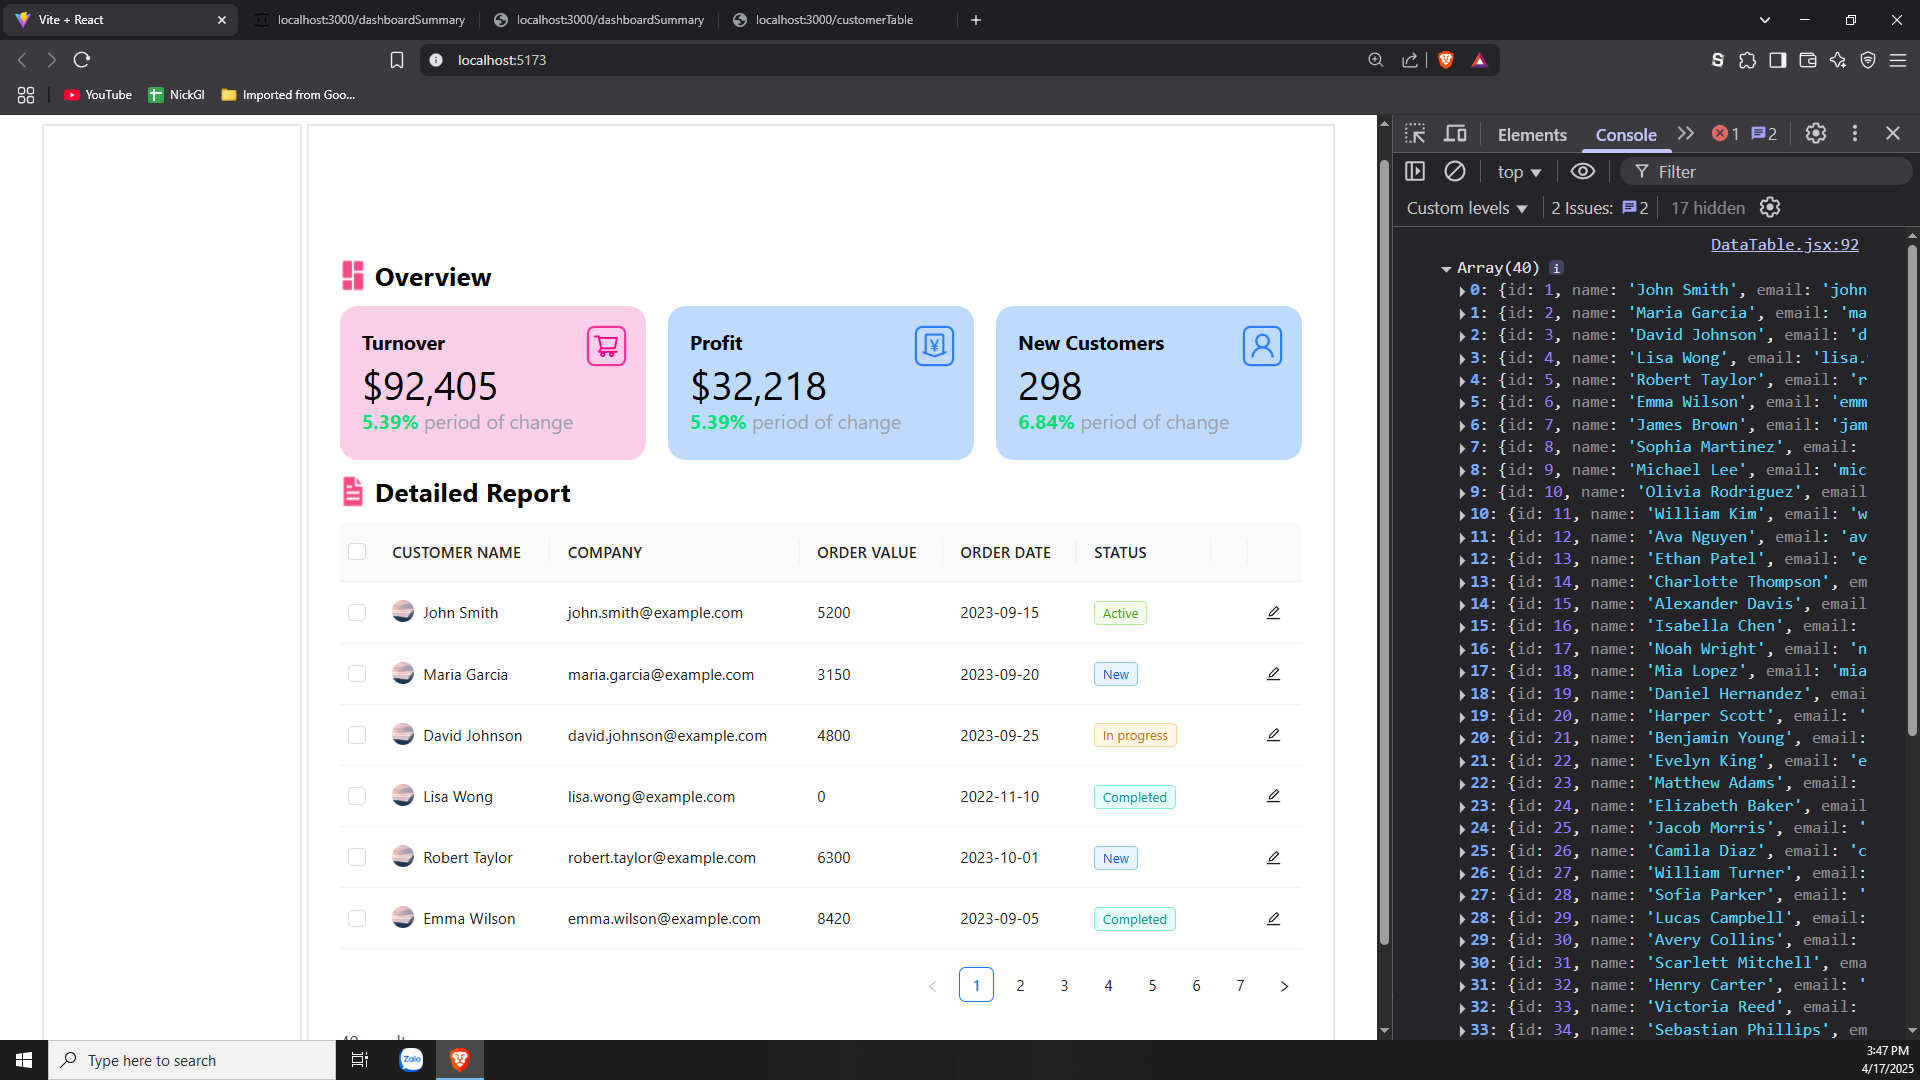 Vite + React
localhost:3000/dashboardSummary
localhost:3000/dashboardSummary
localhost:3000/customerTable
localhost:5173
YouTube
NickGI
Imported from Goo...
Overview
Turnover
$92,405
5.39% period of change
Profit
$32,218
5.39% period of change
New Customers
298
6.84% period of change
Detailed Report
CUSTOMER NAME COMPANY ORDER VALUE ORDER DATE STATUS
John Smith john.smith@example.com 5200 2023-09-15 Active
Maria Garcia maria.garcia@example.com 3150 2023-09-20 New
David Johnson david.johnson@example.com 4800 2023-09-25 In progress
Lisa Wong lisa.wong@example.com 0 2022-11-10 Completed
Robert Taylor robert.taylor@example.com 6300 2023-10-01 New
Emma Wilson emma.wilson@example.com 8420 2023-09-05 Completed
< 1 2 3 4 5 6 7 >
Elements Console 1 2
top Filter
Custom levels 2 Issues: 2 17 hidden
DataTable.jsx:92
Array(40) i
0: {id: 1, name: 'John Smith', email: 'john
1: {id: 2, name: 'Maria Garcia', email: 'ma
2: {id: 3, name: 'David Johnson', email: 'd
3: {id: 4, name: 'Lisa Wong', email: 'lisa.
4: {id: 5, name: 'Robert Taylor', email: 'r
5: {id: 6, name: 'Emma Wilson', email: 'emm
6: {id: 7, name: 'James Brown', email: 'jam
7: {id: 8, name: 'Sophia Martinez', email:
8: {id: 9, name: 'Michael Lee', email: 'mic
9: {id: 10, name: 'Olivia Rodriguez', email
10: {id: 11, name: 'William Kim', email: 'w
11: {id: 12, name: 'Ava Nguyen', email: 'av
12: {id: 13, name: 'Ethan Patel', email: 'e
13: {id: 14, name: 'Charlotte Thompson', em
14: {id: 15, name: 'Alexander Davis', email
15: {id: 16, name: 'Isabella Chen', email:
16: {id: 17, name: 'Noah Wright', email: 'n
17: {id: 18, name: 'Mia Lopez', email: 'mia
18: {id: 19, name: 'Daniel Hernandez', emai
19: {id: 20, name: 'Harper Scott', email: '
20: {id: 21, name: 'Benjamin Young', email:
21: {id: 22, name: 'Evelyn King', email: 'e
22: {id: 23, name: 'Matthew Adams', email:
23: {id: 24, name: 'Elizabeth Baker', email
24: {id: 25, name: 'Jacob Morris', email: '
25: {id: 26, name: 'Camila Diaz', email: 'c
26: {id: 27, name: 'William Turner', email:
27: {id: 28, name: 'Sofia Parker', email: '
28: {id: 29, name: 'Lucas Campbell', email:
29: {id: 30, name: 'Avery Collins', email:
30: {id: 31, name: 'Scarlett Mitchell', ema
31: {id: 32, name: 'Henry Carter', email: '
32: {id: 33, name: 'Victoria Reed', email:
33: {id: 34, name: 'Sebastian Phillips', em
Type here to search
Zalo
3:47 PM
4/17/2025